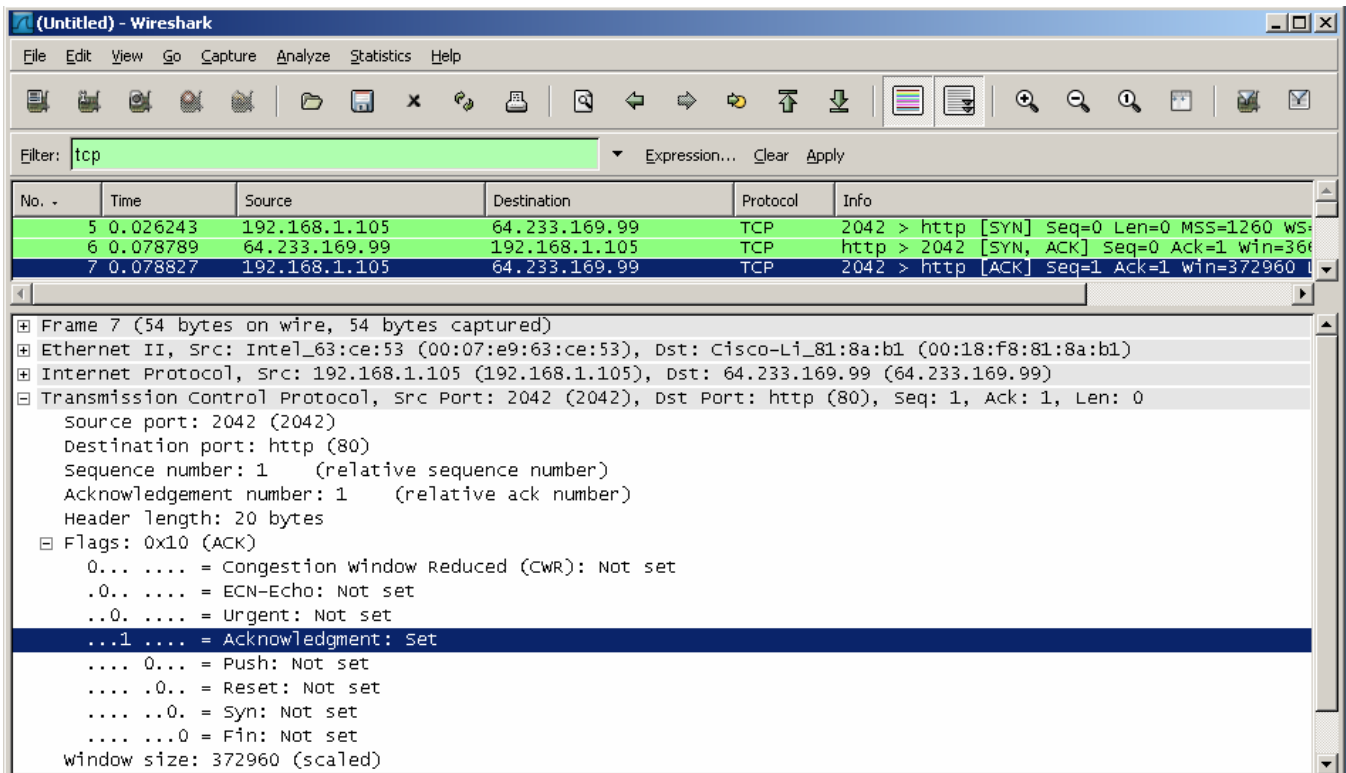 (Untitled) - Wireshark
File Edit View Go Capture Analyze Statistics Help
Filter: tcp Expression... Clear Apply
No. Time Source Destination Protocol Info
5 0.026243 192.168.1.105 64.233.169.99 TCP 2042 > http [SYN] Seq=0 Len=0 MSS=1260 WS=
6 0.078789 64.233.169.99 192.168.1.105 TCP http > 2042 [SYN, ACK] Seq=0 Ack=1 Win=366
7 0.078827 192.168.1.105 64.233.169.99 TCP 2042 > http [ACK] Seq=1 Ack=1 Win=372960
Frame 7 (54 bytes on wire, 54 bytes captured)
Ethernet II, Src: Intel_63:ce:53 (00:07:e9:63:ce:53), Dst: Cisco-Li_81:8a:b1 (00:18:f8:81:8a:b1)
Internet Protocol, Src: 192.168.1.105 (192.168.1.105), Dst: 64.233.169.99 (64.233.169.99)
Transmission Control Protocol, Src Port: 2042 (2042), Dst Port: http (80), Seq: 1, Ack: 1, Len: 0
Source port: 2042 (2042)
Destination port: http (80)
Sequence number: 1 (relative sequence number)
Acknowledgement number: 1 (relative ack number)
Header length: 20 bytes
Flags: 0x10 (ACK)
0... .... = Congestion Window Reduced (CWR): Not set
.0.. .... = ECN-Echo: Not set
..0. .... = Urgent: Not set
...1 .... = Acknowledgment: Set
.... 0... = Push: Not set
.... .0.. = Reset: Not set
.... ..0. = Syn: Not set
.... ...0 = Fin: Not set
Window size: 372960 (scaled)